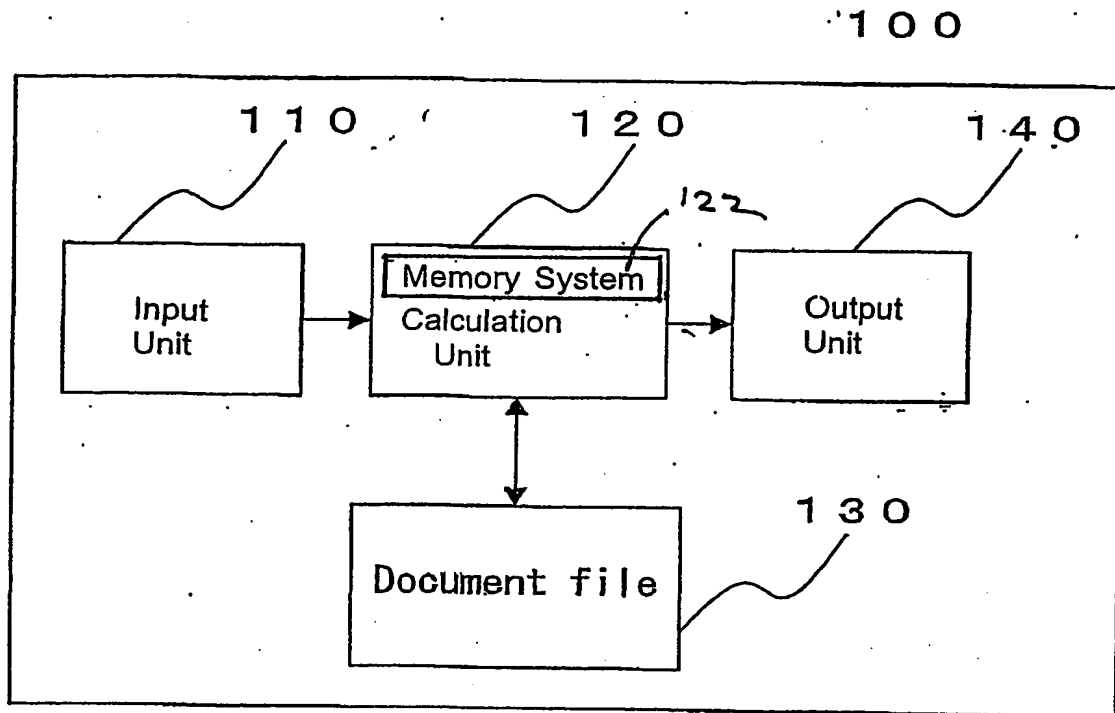 100
110
120
140
122
Memory System
Input
Unit
Calculation
Unit
Output
Unit
130
Document file